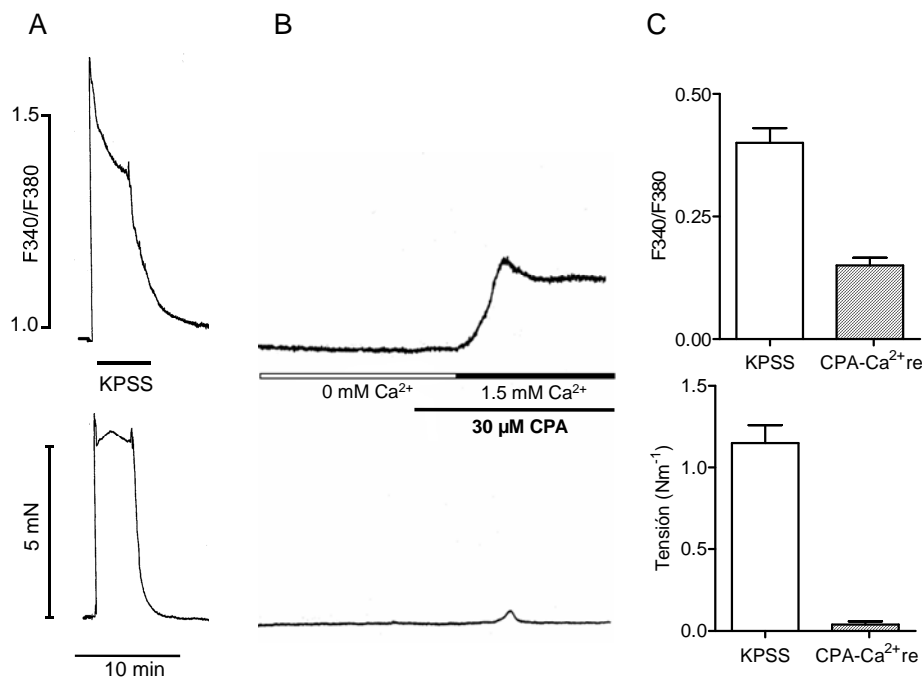 A
B
C
1.5
F340/F380
1.0
KPSS
5 mN
10 min
0 mM Ca²⁺
1.5 mM Ca²⁺
30 µM CPA
0.50
0.25
0.00
F340/F380
KPSS
CPA-Ca²⁺re
1.5
1.0
0.5
0.0
Tensión (Nm⁻¹)
KPSS
CPA-Ca²⁺re